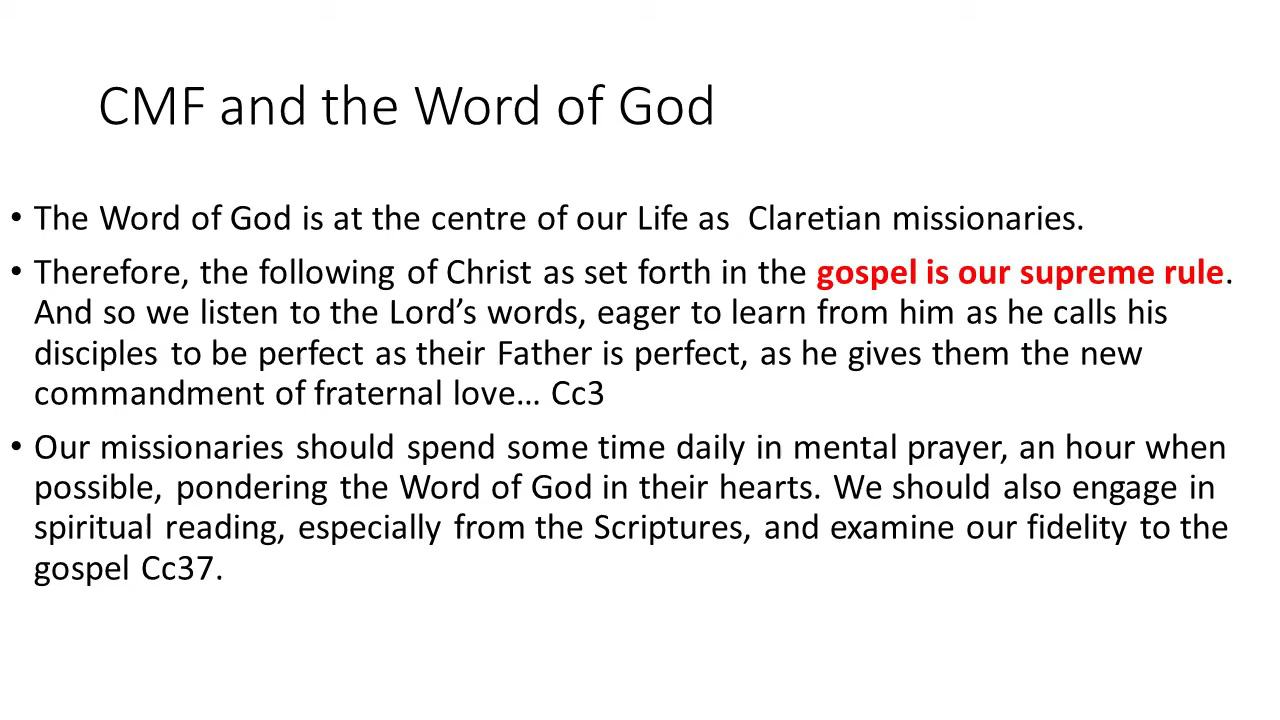 CMF and the Word of God
• The Word of God is at the centre of our Life as  Claretian missionaries.
• Therefore, the following of Christ as set forth in the gospel is our supreme rule.
And so we listen to the Lord’s words, eager to learn from him as he calls his
disciples to be perfect as their Father is perfect, as he gives them the new
commandment of fraternal love… Cc3
• Our missionaries should spend some time daily in mental prayer, an hour when
possible, pondering the Word of God in their hearts. We should also engage in
spiritual reading, especially from the Scriptures, and examine our fidelity to the
gospel Cc37.